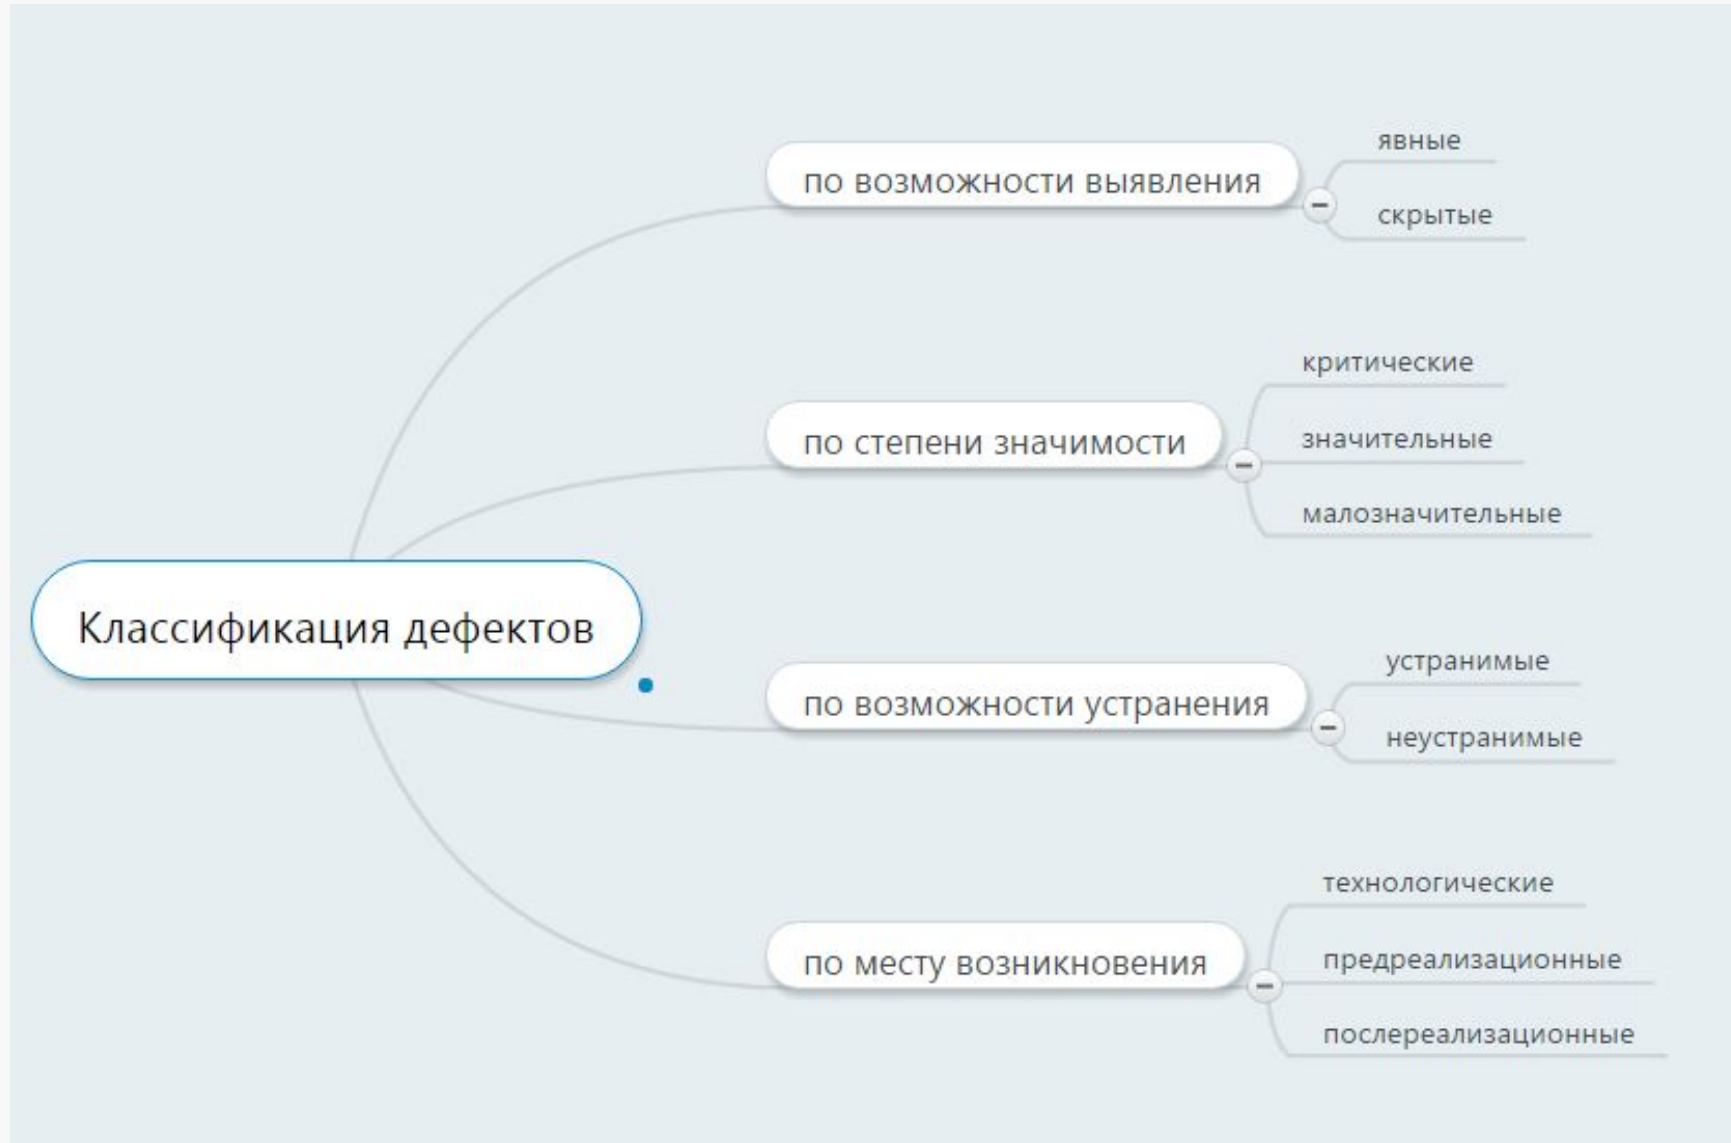 Классификация дефектов
по возможности выявления
явные
скрытые
по степени значимости
критические
значительные
малозначительные
по возможности устранения
устранимые
неустранимые
по месту возникновения
технологические
предреализационные
послереализационные